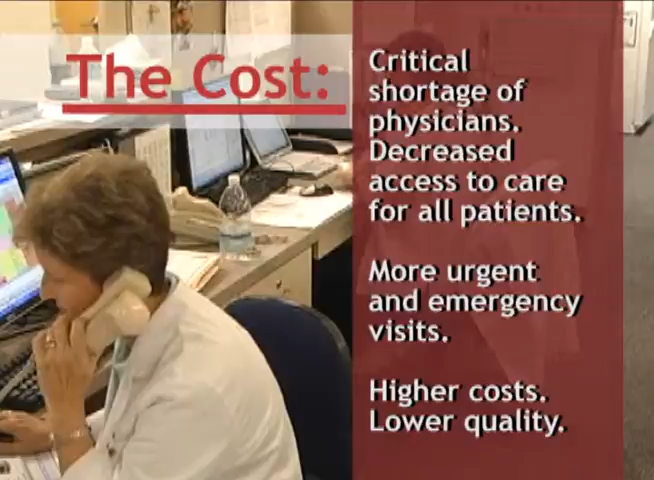 The Cost:
Critical
shortage of
physicians.
Decreased
access to care
for all patients.
More urgent
and emergency
visits.
Higher costs.
Lower quality.